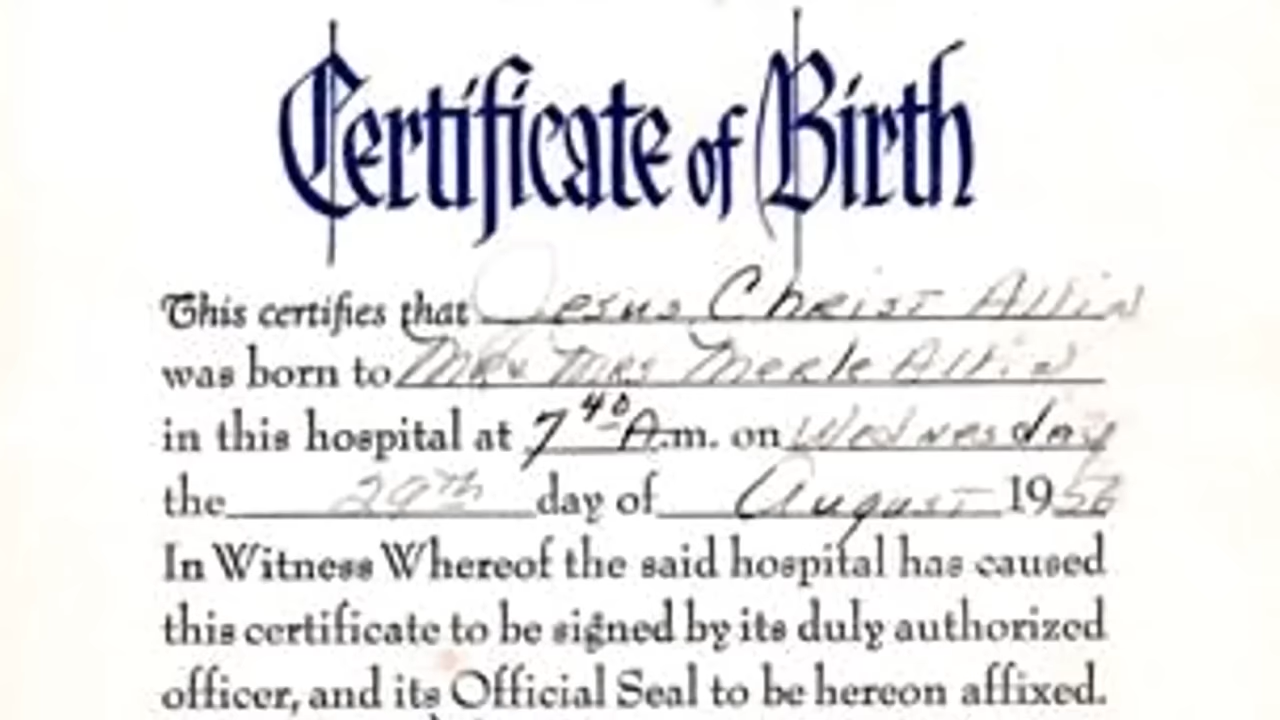 Certificate of Birth
This certifies that Jesus Christ Allin
was born to Mr & Mrs Merle Allin
in this hospital at 7 40 A.m. on Wednesday
the 29th day of August 1956
In Witness Whereof the said hospital has caused
this certificate to be signed by its duly authorized
officer, and its Official Seal to be hereon affixed.